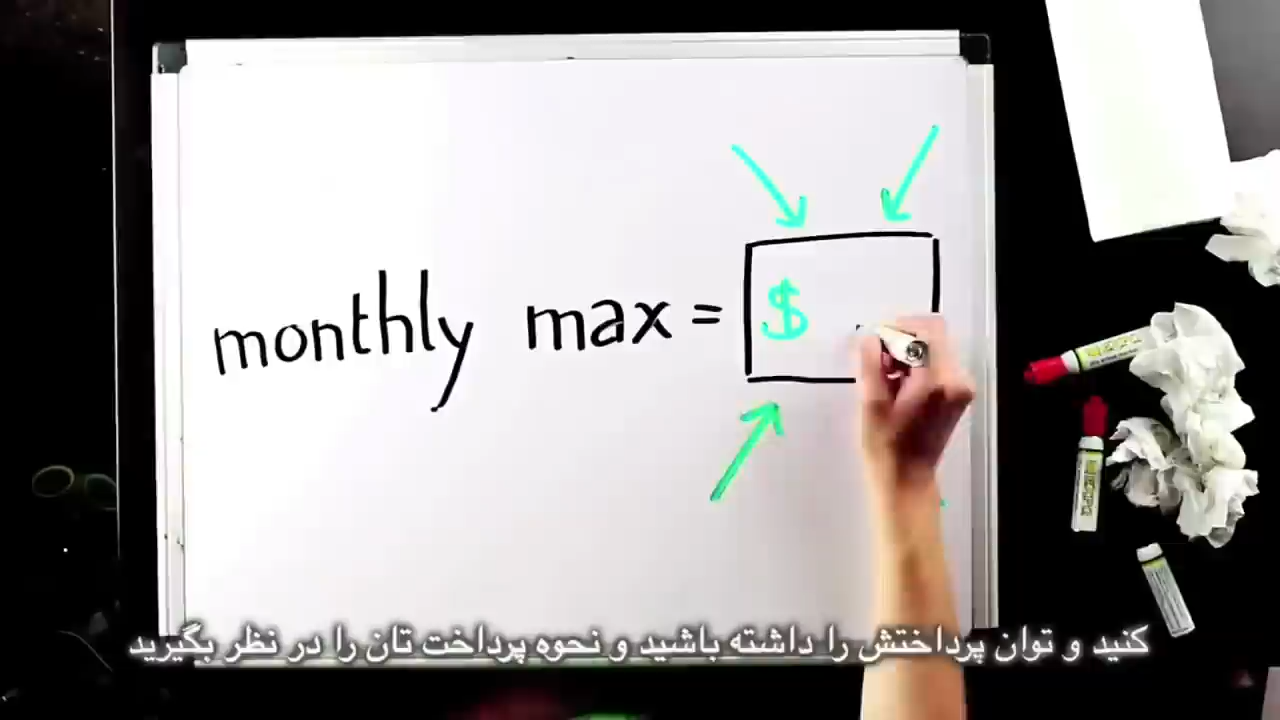 monthly max = $
کنید و توان پرداختش را داشته باشید و نحوه پرداخت تان را در نظر بگیرید